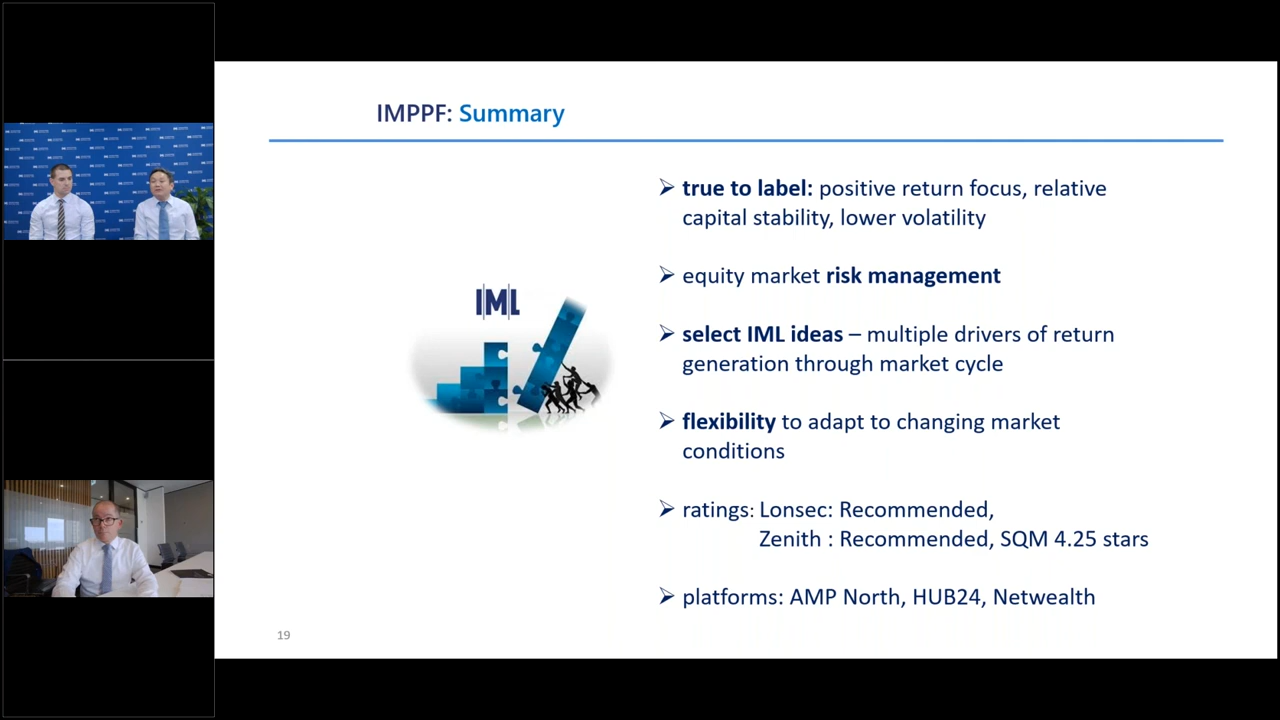 IMPPF: Summary
➢ true to label: positive return focus, relative
capital stability, lower volatility
➢ equity market risk management
IML
➢ select IML ideas – multiple drivers of return
generation through market cycle
➢ flexibility to adapt to changing market
conditions
➢ ratings: Lonsec: Recommended,
Zenith : Recommended, SQM 4.25 stars
➢ platforms: AMP North, HUB24, Netwealth
19